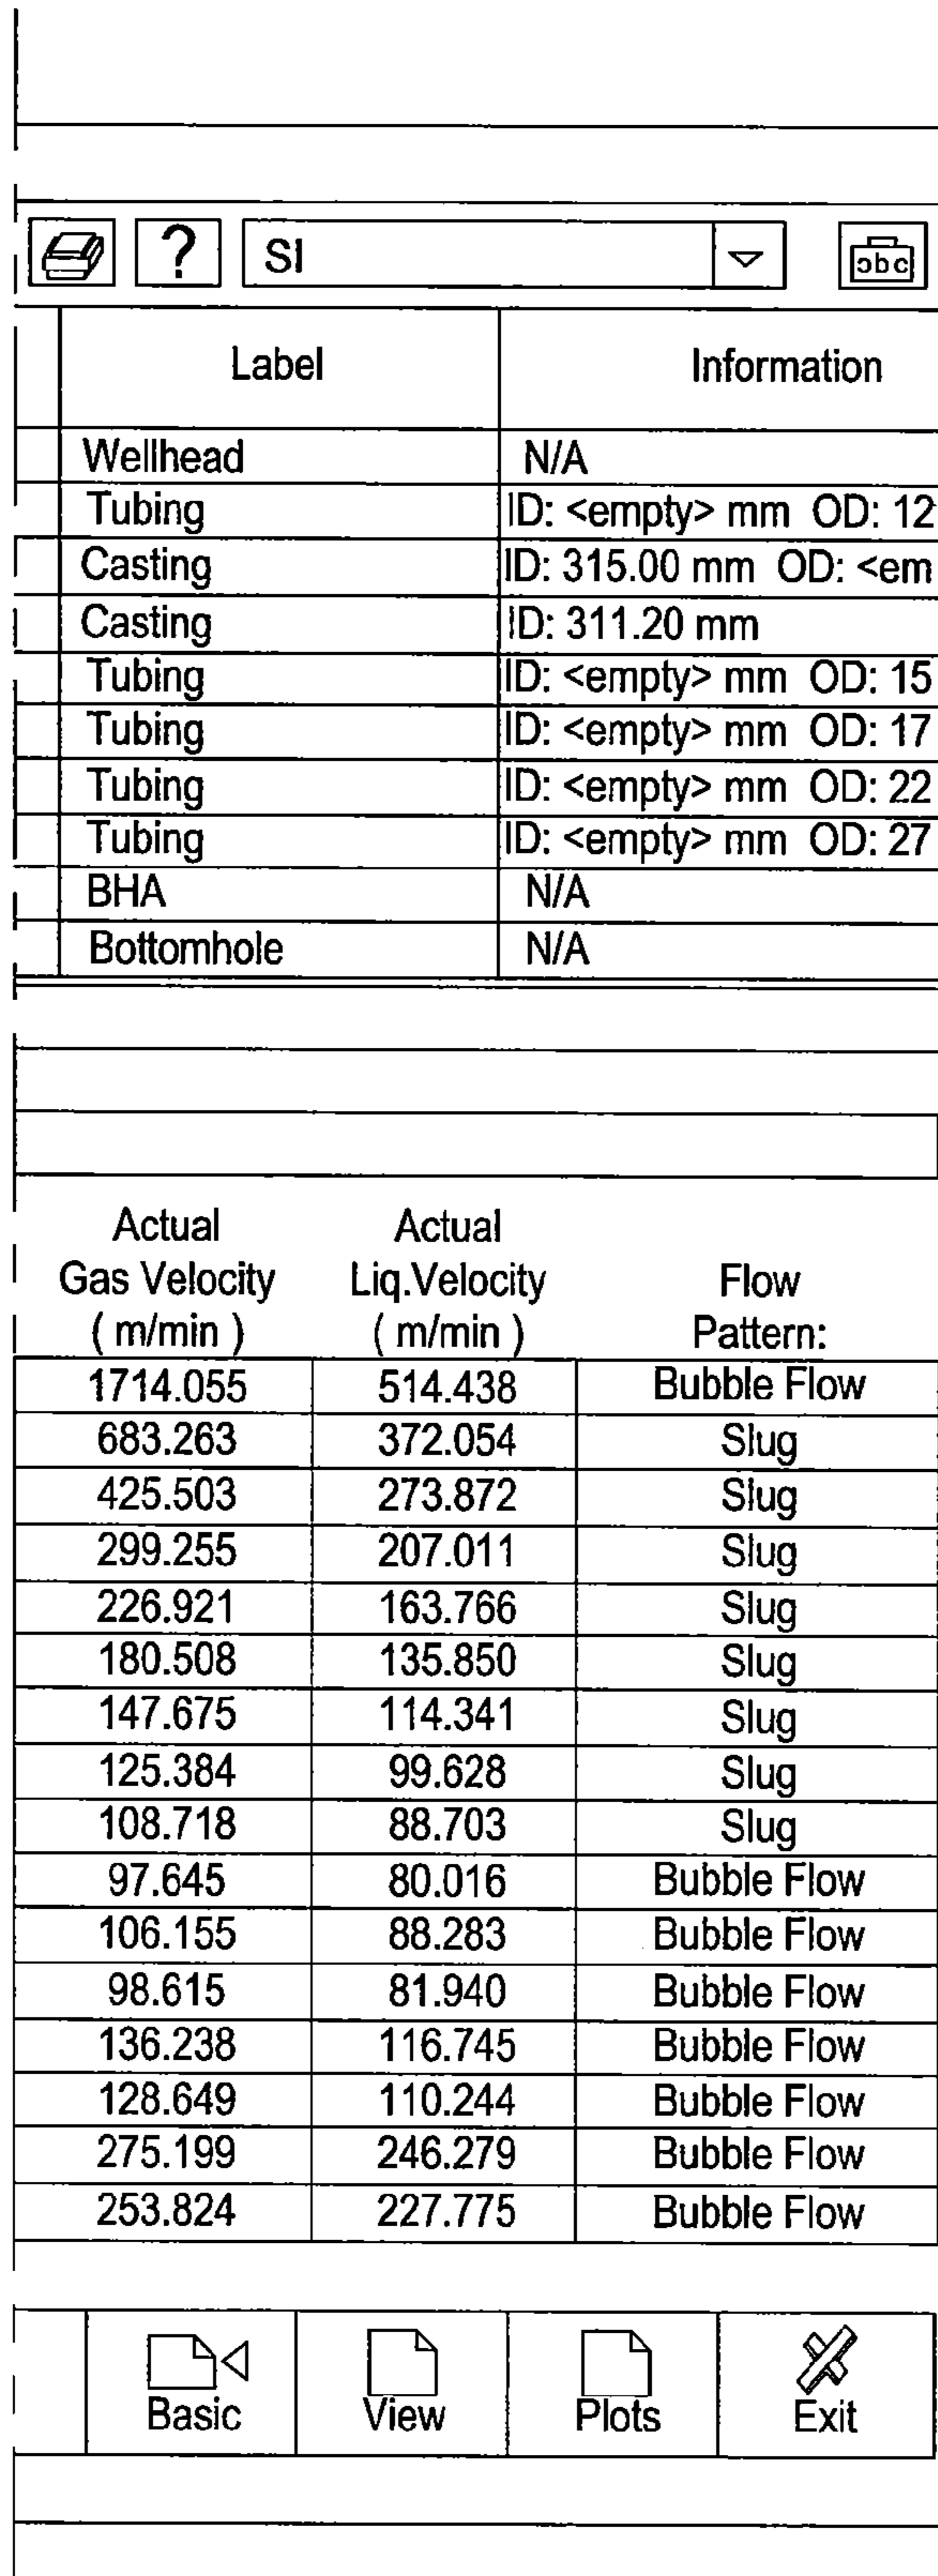 ? SI abc
Label Information
Wellhead N/A
Tubing ID: <empty> mm OD: 12
Casting ID: 315.00 mm OD: <em
Casting ID: 311.20 mm
Tubing ID: <empty> mm OD: 15
Tubing ID: <empty> mm OD: 17
Tubing ID: <empty> mm OD: 22
Tubing ID: <empty> mm OD: 27
BHA N/A
Bottomhole N/A
Actual Actual
Gas Velocity Liq.Velocity Flow
( m/min ) ( m/min ) Pattern:
1714.055 514.438 Bubble Flow
683.263 372.054 Slug
425.503 273.872 Slug
299.255 207.011 Slug
226.921 163.766 Slug
180.508 135.850 Slug
147.675 114.341 Slug
125.384 99.628 Slug
108.718 88.703 Slug
97.645 80.016 Bubble Flow
106.155 88.283 Bubble Flow
98.615 81.940 Bubble Flow
136.238 116.745 Bubble Flow
128.649 110.244 Bubble Flow
275.199 246.279 Bubble Flow
253.824 227.775 Bubble Flow
Basic View Plots Exit